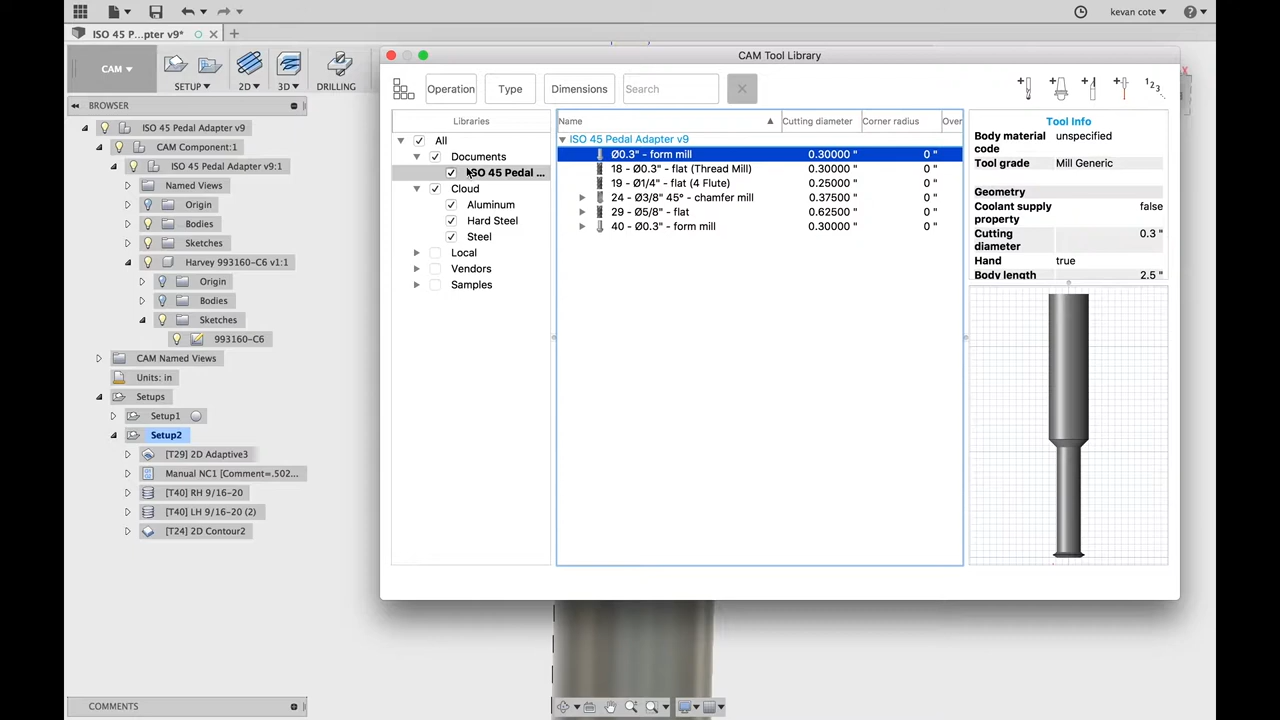 kevan cote
ISO 45 P...pter v9*
CAM
SETUP
2D
3D
DRILLING
BROWSER
ISO 45 Pedal Adapter v9
CAM Component:1
ISO 45 Pedal Adapter v9:1
Named Views
Origin
Bodies
Sketches
Harvey 993160-C6 v1:1
Origin
Bodies
Sketches
993160-C6
CAM Named Views
Units: in
Setups
Setup1
Setup2
[T29] 2D Adaptive3
Manual NC1 [Comment=.502...
[T40] RH 9/16-20
[T40] LH 9/16-20 (2)
[T24] 2D Contour2
COMMENTS
CAM Tool Library
Operation
Type
Dimensions
Search
Libraries
All
Documents
ISO 45 Pedal ...
Cloud
Aluminum
Hard Steel
Steel
Local
Vendors
Samples
Name Cutting diameter Corner radius Over
ISO 45 Pedal Adapter v9
Ø0.3" - form mill 0.30000 " 0 "
18 - Ø0.3" - flat (Thread Mill) 0.30000 " 0 "
19 - Ø1/4" - flat (4 Flute) 0.25000 " 0 "
24 - Ø3/8" 45° - chamfer mill 0.37500 " 0 "
29 - Ø5/8" - flat 0.62500 " 0 "
40 - Ø0.3" - form mill 0.30000 " 0 "
Tool Info
Body material code unspecified
Tool grade Mill Generic
Geometry
Coolant supply property false
Cutting diameter 0.3 "
Hand true
Body length 2.5 "